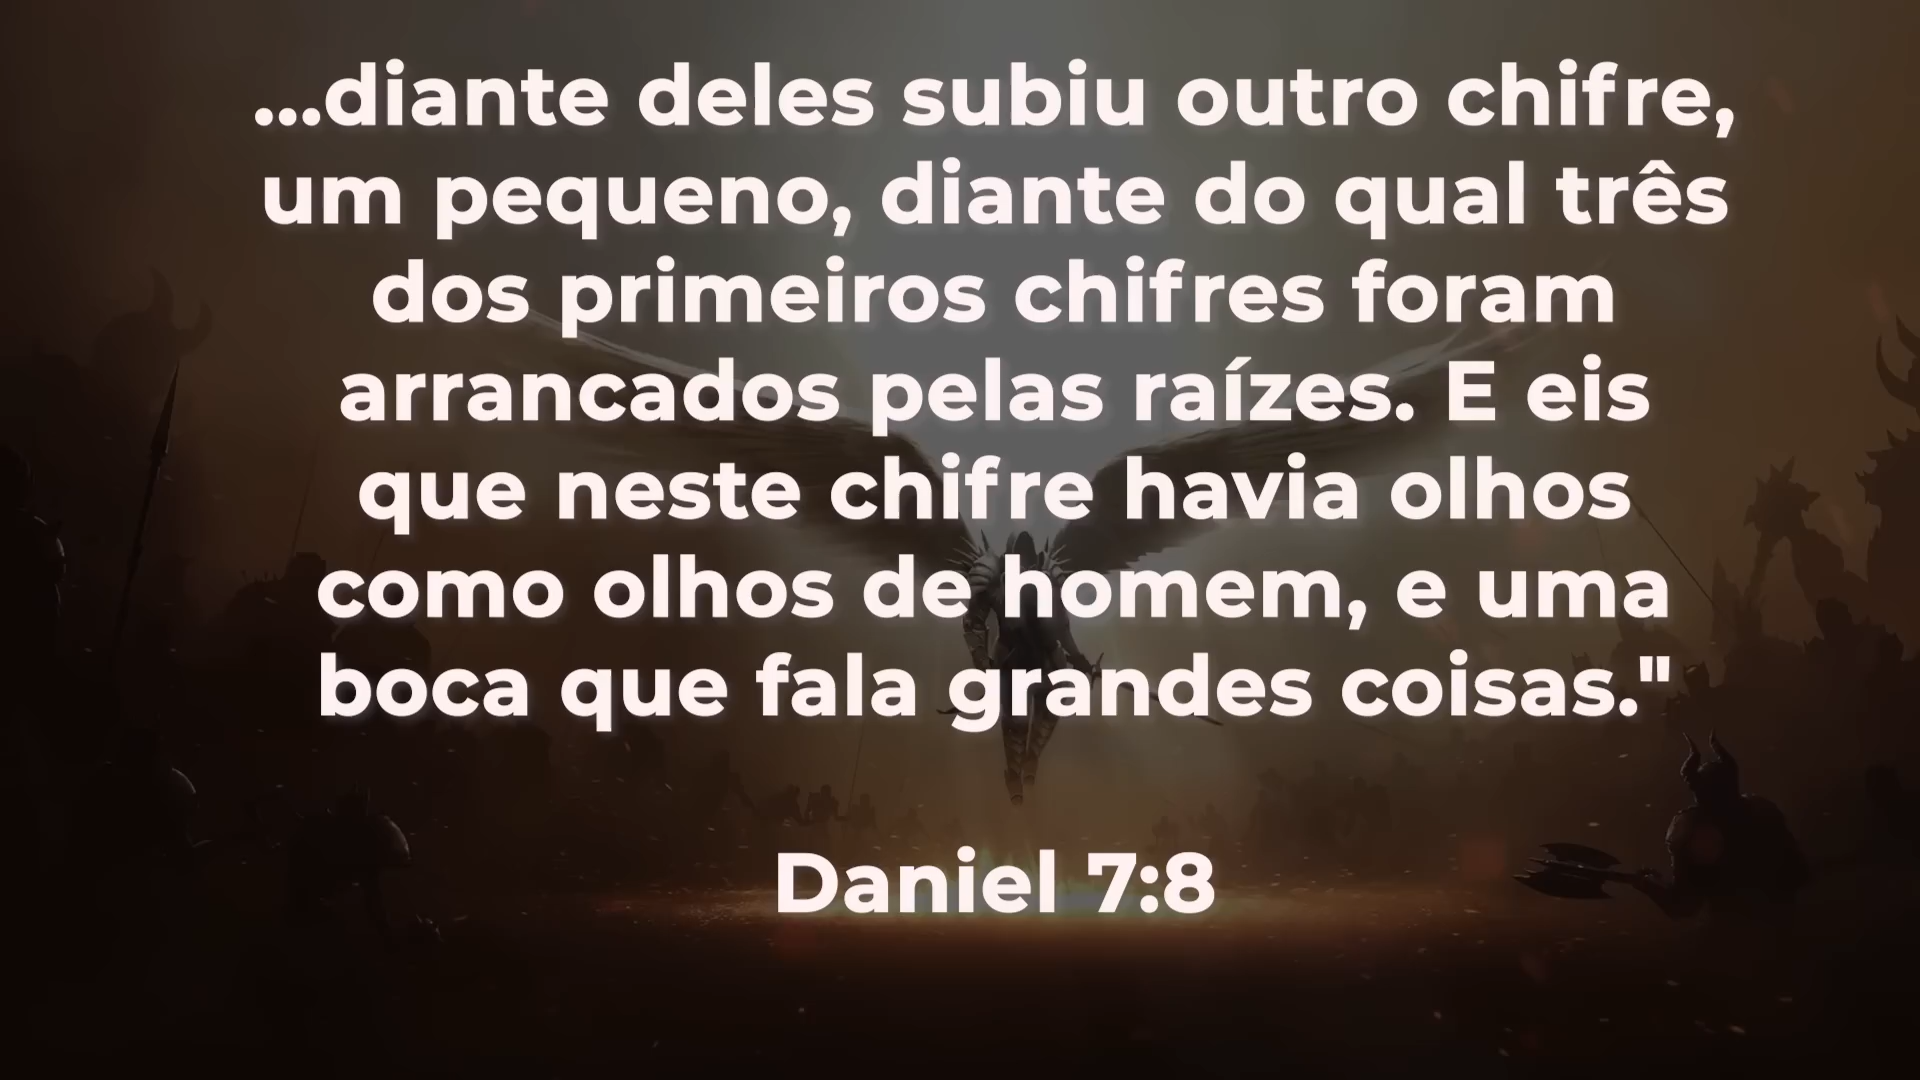 ...diante deles subiu outro chifre,
um pequeno, diante do qual três
dos primeiros chifres foram
arrancados pelas raízes. E eis
que neste chifre havia olhos
como olhos de homem, e uma
boca que fala grandes coisas."
Daniel 7:8